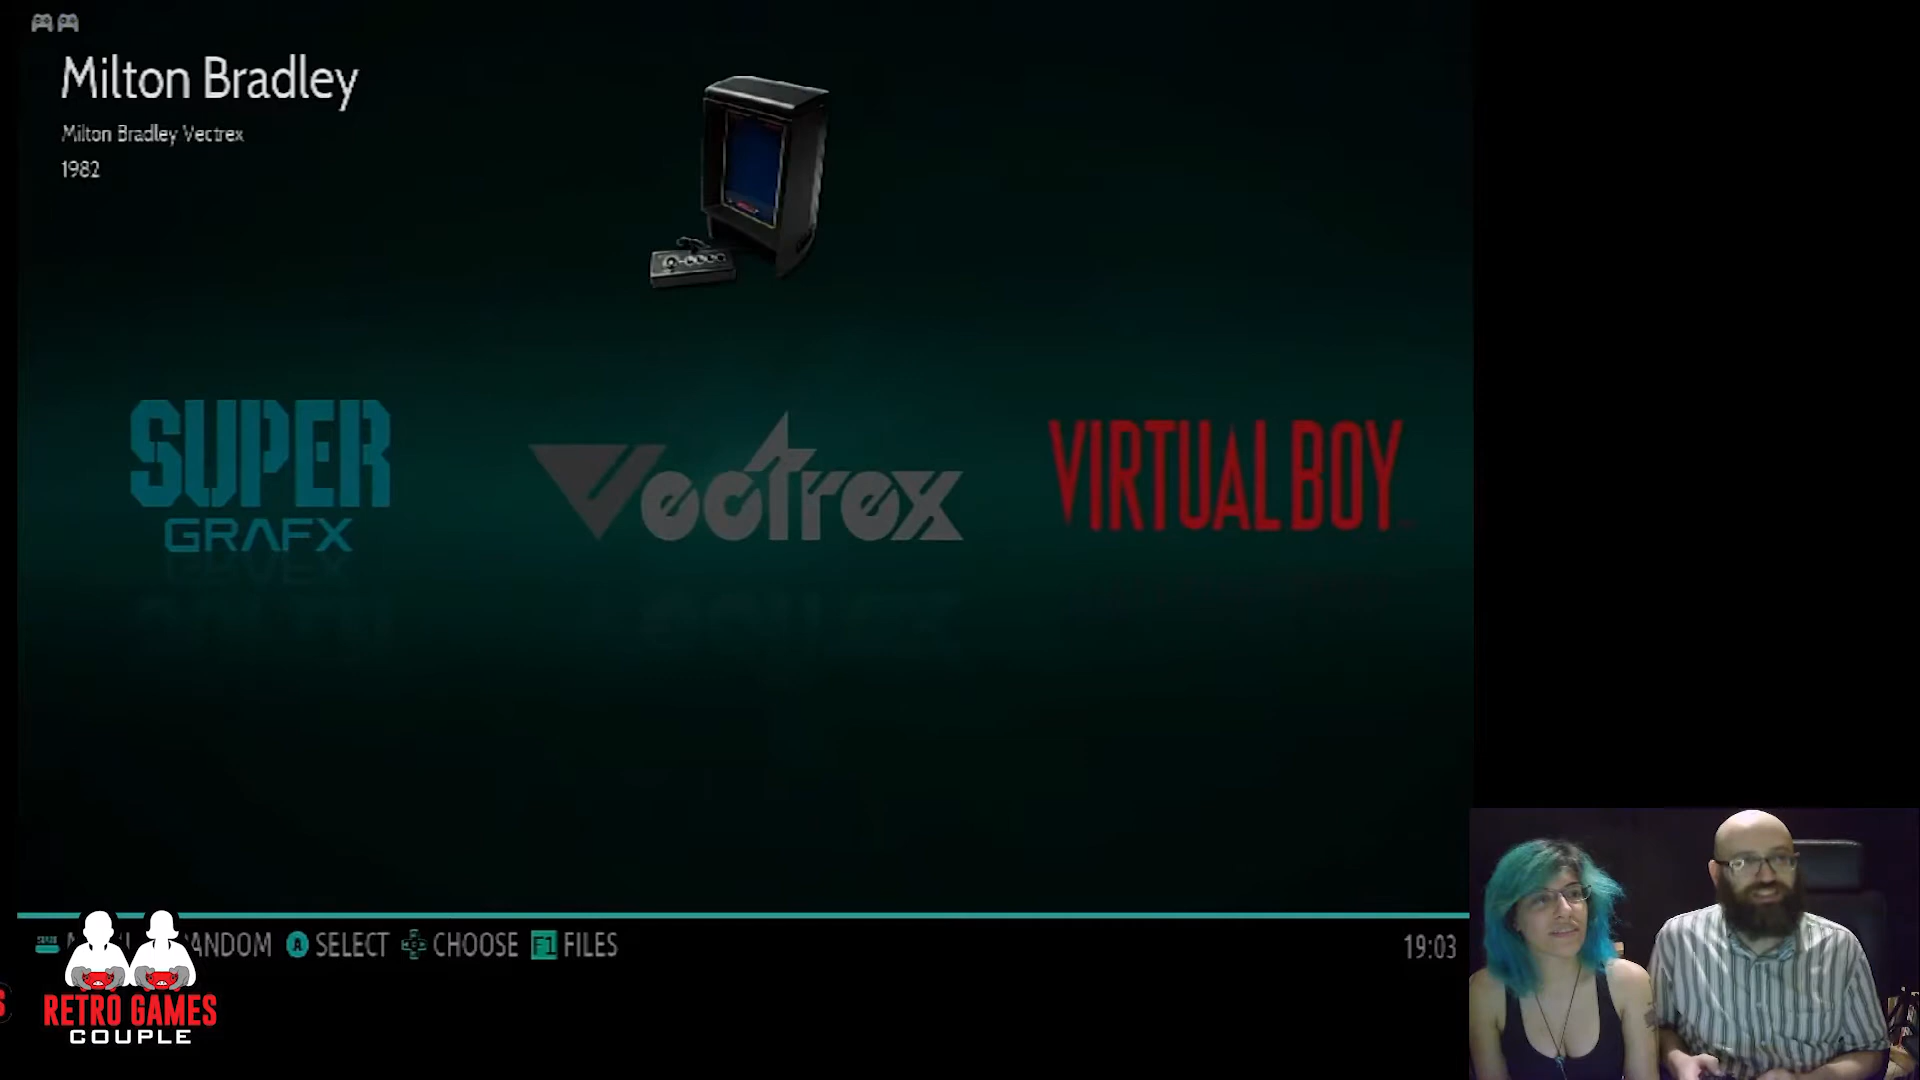 Milton Bradley
Milton Bradley Vectrex
1982
SUPER
GRAFX
Vectrex
VIRTUAL BOY
SELECT CHOOSE F1 FILES
19:03
RETRO GAMES
COUPLE